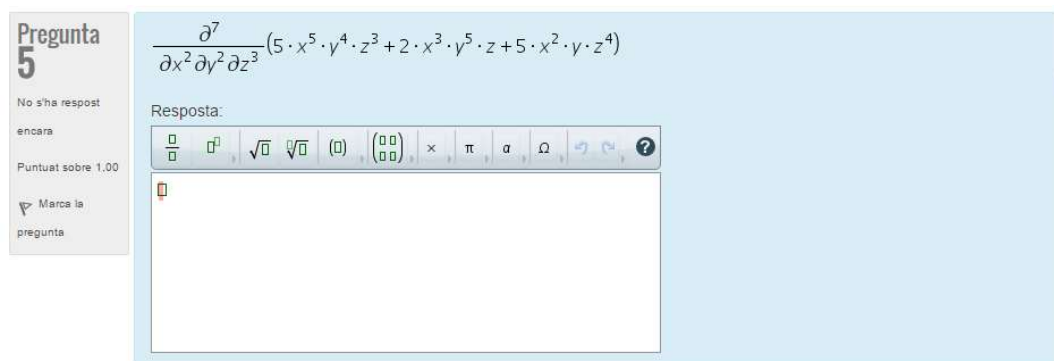 Pregunta
5
No s'ha respost
encara
Puntuat sobre 1,00
Marca la
pregunta
∂⁷/∂x²∂y²∂z³ (5·x⁵·y⁴·z³+2·x³·y⁵·z+5·x²·y·z⁴)
Resposta:
√ ∛ (▯) × π α Ω ?